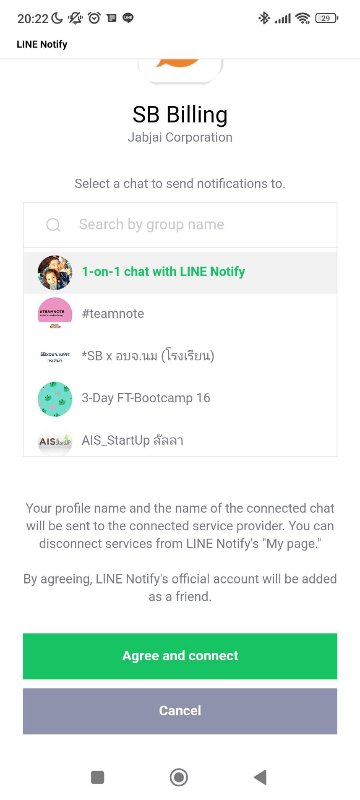 20:22
29
LINE Notify
SB Billing
Jabjai Corporation
Select a chat to send notifications to.
Search by group name
1-on-1 chat with LINE Notify
#TEAMNOTE
#teamnote
*SB x อบจ.นม (โรงเรียน)
3-Day FT-Bootcamp 16
AIS StartUp
AIS_StartUp ล๊ลลา
Your profile name and the name of the connected chat
will be sent to the connected service provider. You can
disconnect services from LINE Notify's "My page."
By agreeing, LINE Notify's official account will be added
as a friend.
Agree and connect
Cancel